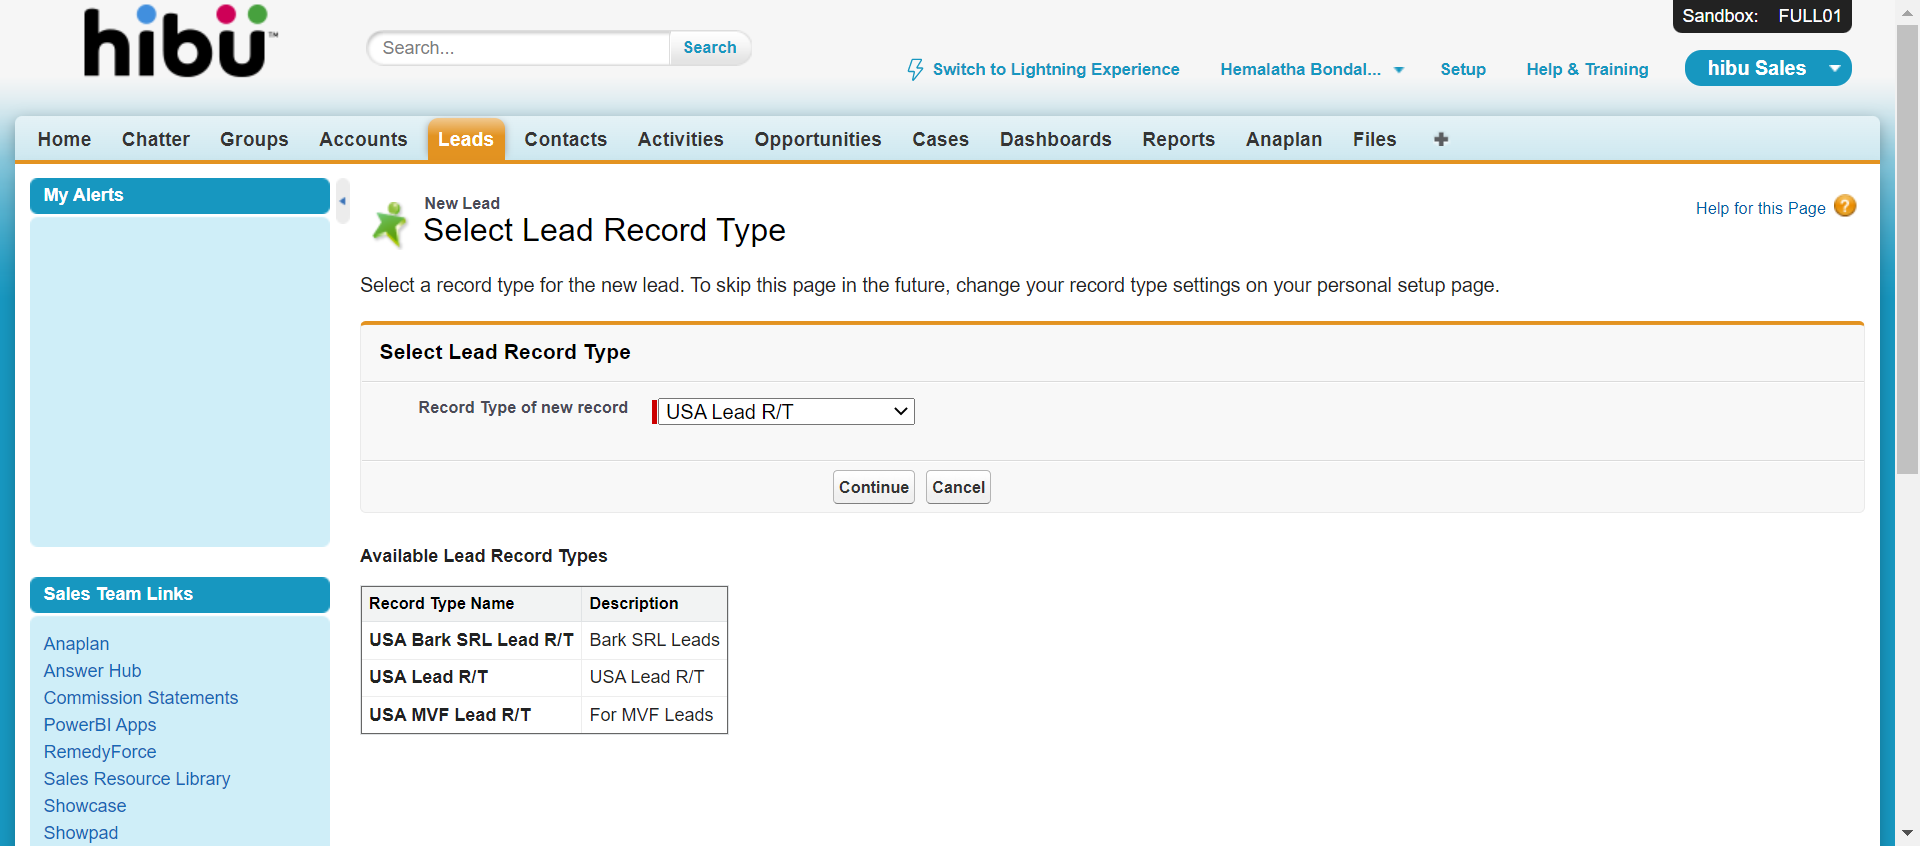 hibü™
Search...
Search
Sandbox: FULL01
Switch to Lightning Experience
Hemalatha Bondal...
Setup
Help & Training
hibu Sales
Home
Chatter
Groups
Accounts
Leads
Contacts
Activities
Opportunities
Cases
Dashboards
Reports
Anaplan
Files
My Alerts
New Lead
Select Lead Record Type
Help for this Page ?
Select a record type for the new lead. To skip this page in the future, change your record type settings on your personal setup page.
Select Lead Record Type
Record Type of new record USA Lead R/T
Continue Cancel
Available Lead Record Types
Record Type Name Description
USA Bark SRL Lead R/T Bark SRL Leads
USA Lead R/T USA Lead R/T
USA MVF Lead R/T For MVF Leads
Sales Team Links
Anaplan
Answer Hub
Commission Statements
PowerBI Apps
RemedyForce
Sales Resource Library
Showcase
Showpad